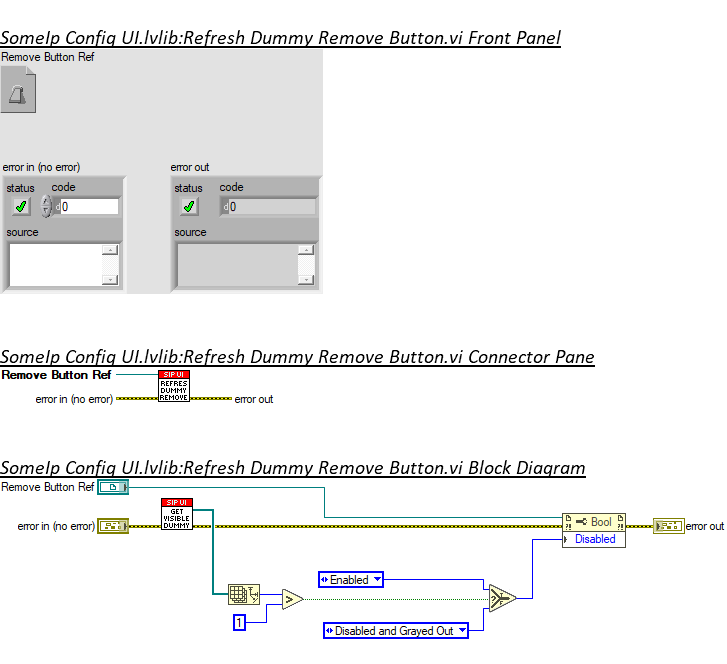 SomeIp Config UI.lvlib:Refresh Dummy Remove Button.vi Front Panel
Remove Button Ref
error in (no error)
error out
status code
0
source
status code
0
source
SomeIp Config UI.lvlib:Refresh Dummy Remove Button.vi Connector Pane
Remove Button Ref
SIP UI
REFRES
DUMMY
REMOVE
error in (no error)
error out
SomeIp Config UI.lvlib:Refresh Dummy Remove Button.vi Block Diagram
Remove Button Ref
SIP UI
GET
VISIBLE
DUMMY
error in (no error)
Bool
Disabled
error out
Enabled
1
>
?
Disabled and Grayed Out